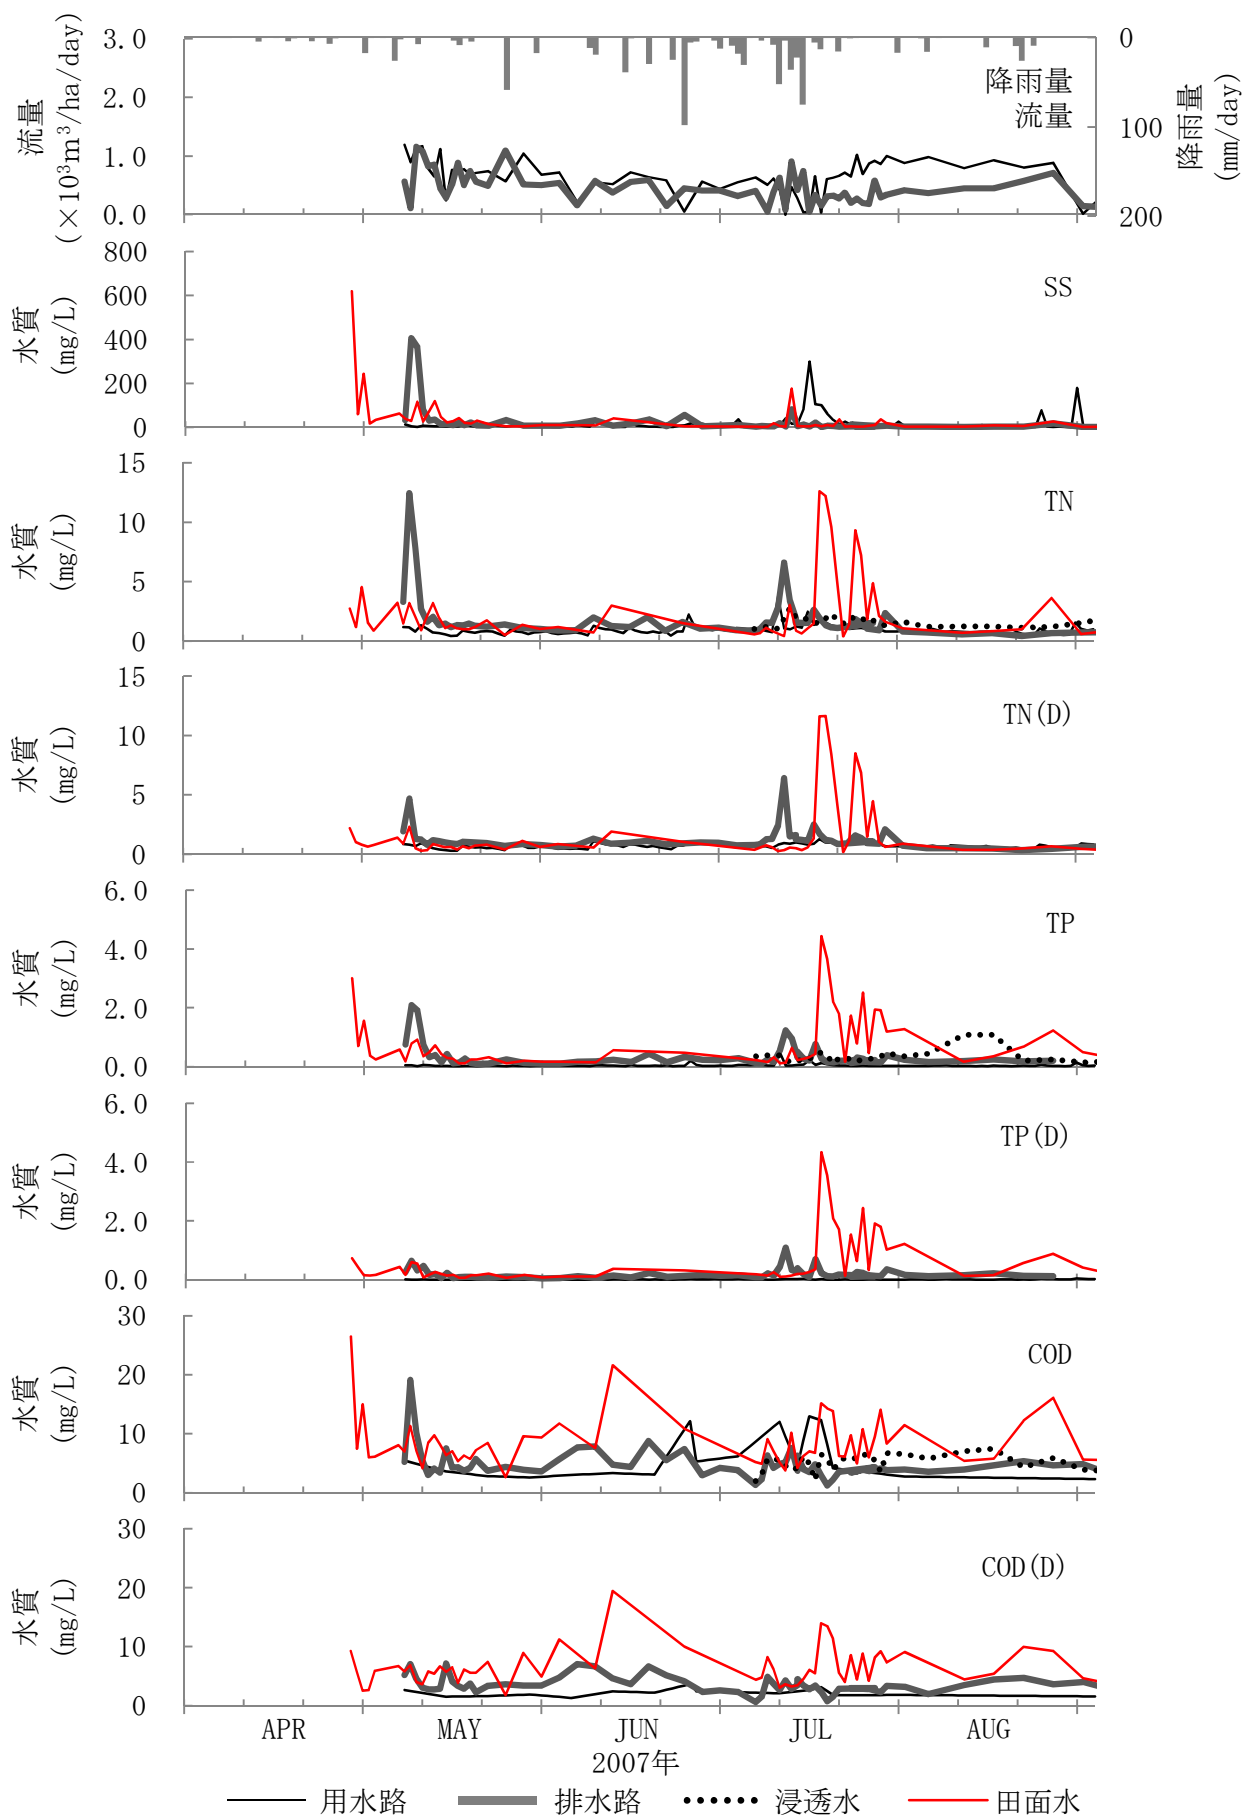 3.0
2.0
1.0
0.0
流量
(×10³m³/ha/day)
0
100
200
降雨量
(mm/day)
降雨量
流量
800
600
400
200
0
水質
(mg/L)
SS
15
10
5
0
水質
(mg/L)
TN
15
10
5
0
水質
(mg/L)
TN(D)
6.0
4.0
2.0
0.0
水質
(mg/L)
TP
6.0
4.0
2.0
0.0
水質
(mg/L)
TP(D)
30
20
10
0
水質
(mg/L)
COD
30
20
10
0
水質
(mg/L)
COD(D)
APR MAY JUN JUL AUG
2007年
用水路 排水路 浸透水 田面水